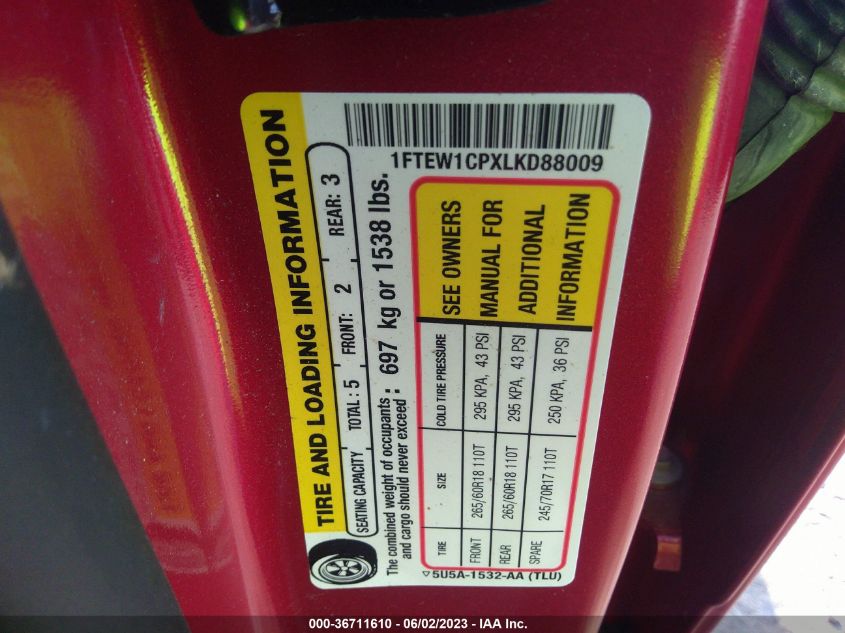 1FTEW1CPXLKD88009
TIRE AND LOADING INFORMATION
SEATING CAPACITY TOTAL : 5 FRONT: 2 REAR: 3
The combined weight of occupants : 697 kg or 1538 lbs.
and cargo should never exceed :
TIRE SIZE COLD TIRE PRESSURE SEE OWNERS
FRONT 265/60R18 110T 295 KPA, 43 PSI MANUAL FOR
REAR 265/60R18 110T 295 KPA, 43 PSI ADDITIONAL
SPARE 245/70R17 110T 250 KPA, 36 PSI INFORMATION
5U5A-1532-AA (TLU)
000-36711610 - 06/02/2023 - IAA Inc.